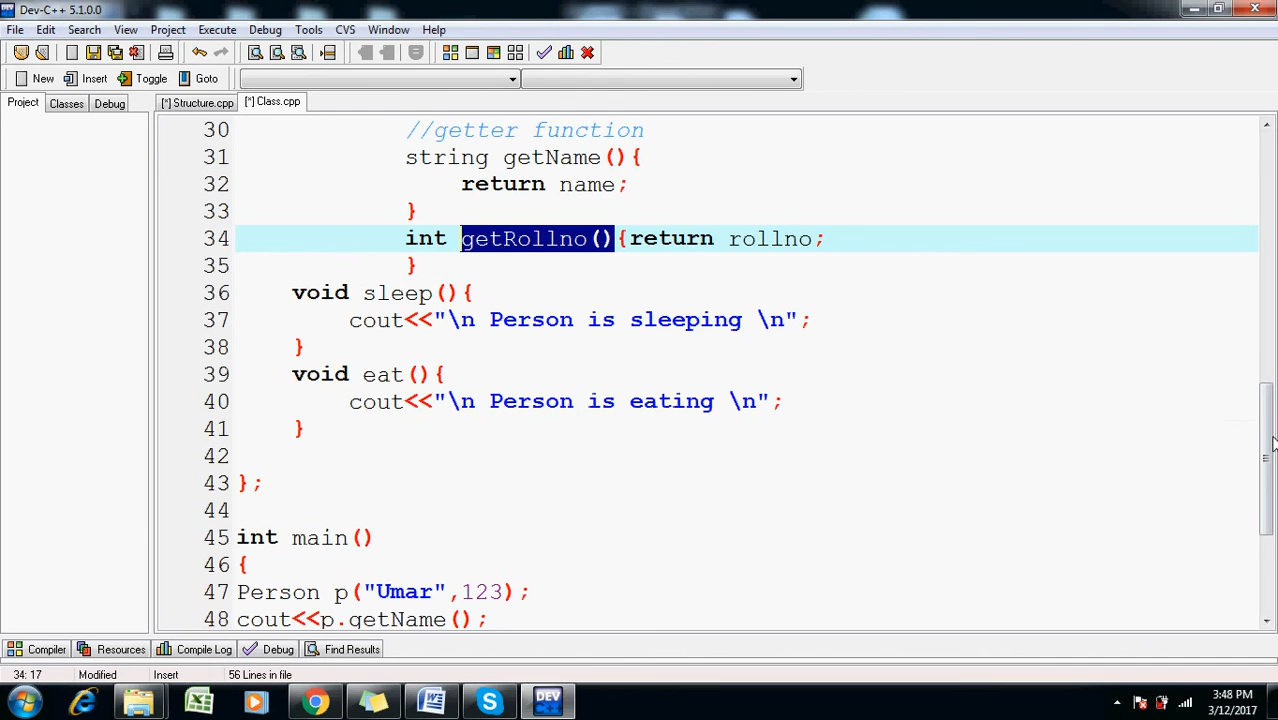 Dev-C++ 5.1.0.0
File Edit Search View Project Execute Debug Tools CVS Window Help
New Insert Toggle Goto
Project Classes Debug [*] Structure.cpp [*] Class.cpp
30 //getter function
31 string getName(){
32 return name;
33 }
34 int getRollno(){return rollno;
35 }
36 void sleep(){
37 cout<<"\n Person is sleeping \n";
38 }
39 void eat(){
40 cout<<"\n Person is eating \n";
41 }
42
43 };
44
45 int main()
46 {
47 Person p("Umar",123);
48 cout<<p.getName();
Compiler Resources Compile Log Debug Find Results
34: 17 Modified Insert 56 Lines in file
3:48 PM
3/12/2017